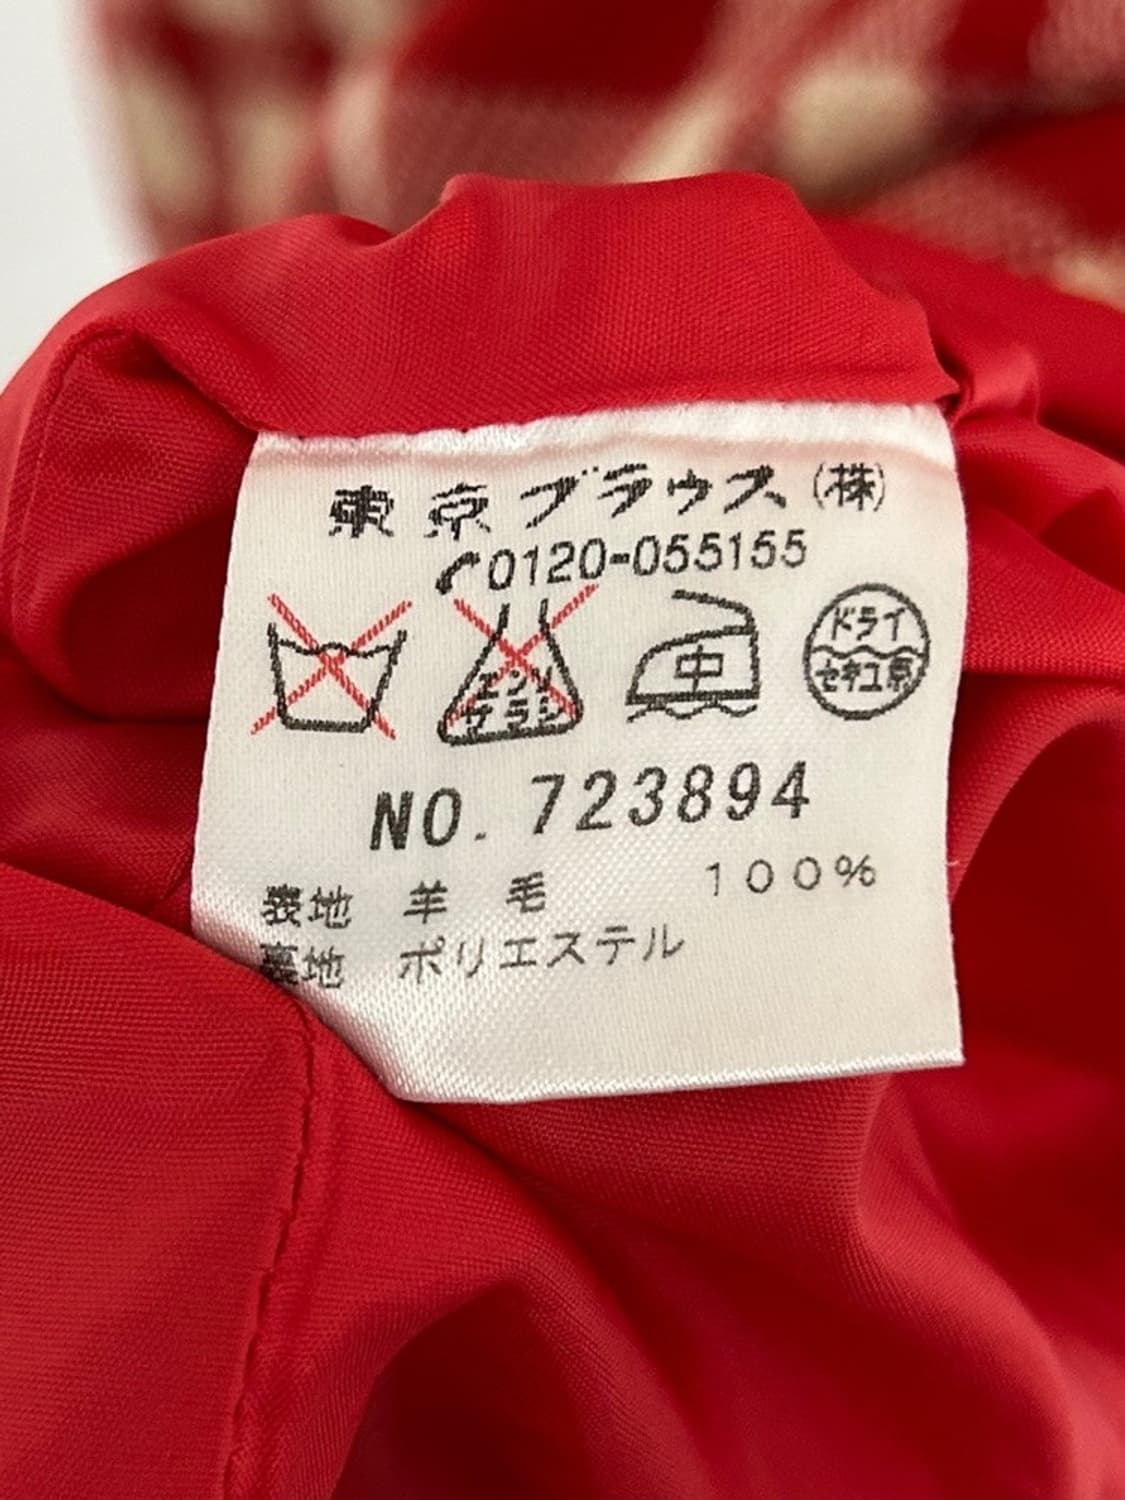 東京ブラウス(株)
0120-055155
エンソ
サラシ
中
ドライ
セキユ系
NO. 723894
表地 羊毛 100%
裏地 ポリエステル